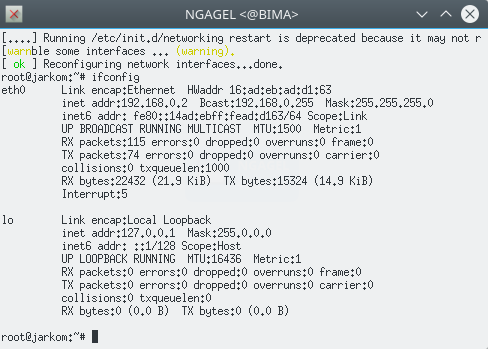 NGAGEL <@BIMA>
[....] Running /etc/init.d/networking restart is deprecated because it may not r
[warnble some interfaces ... (warning).
[ ok ] Reconfiguring network interfaces...done.
root@jarkom:~# ifconfig
eth0      Link encap:Ethernet  HWaddr 16:ad:eb:ad:d1:63
          inet addr:192.168.0.2  Bcast:192.168.0.255  Mask:255.255.255.0
          inet6 addr: fe80::14ad:ebff:fead:d163/64 Scope:Link
          UP BROADCAST RUNNING MULTICAST  MTU:1500  Metric:1
          RX packets:115 errors:0 dropped:0 overruns:0 frame:0
          TX packets:74 errors:0 dropped:0 overruns:0 carrier:0
          collisions:0 txqueuelen:1000
          RX bytes:22432 (21.9 KiB)  TX bytes:15324 (14.9 KiB)
          Interrupt:5
lo        Link encap:Local Loopback
          inet addr:127.0.0.1  Mask:255.0.0.0
          inet6 addr: ::1/128 Scope:Host
          UP LOOPBACK RUNNING  MTU:16436  Metric:1
          RX packets:0 errors:0 dropped:0 overruns:0 frame:0
          TX packets:0 errors:0 dropped:0 overruns:0 carrier:0
          collisions:0 txqueuelen:0
          RX bytes:0 (0.0 B)  TX bytes:0 (0.0 B)
root@jarkom:~#